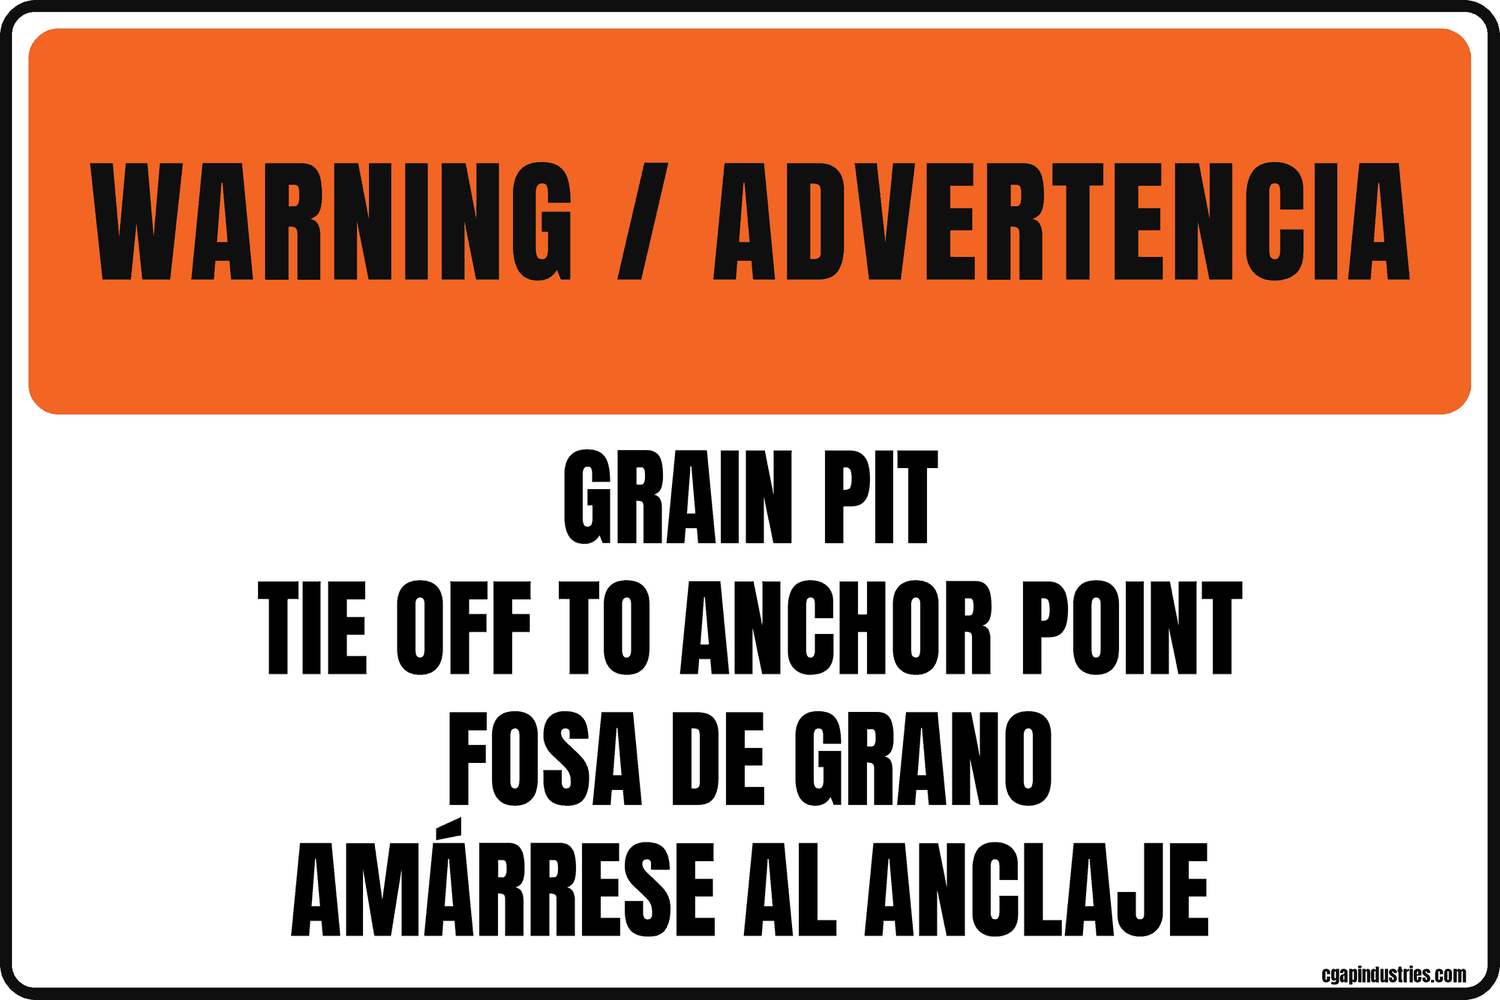 WARNING / ADVERTENCIA
GRAIN PIT
TIE OFF TO ANCHOR POINT
FOSA DE GRANO
AMÁRRESE AL ANCLAJE
cgapindustries.com